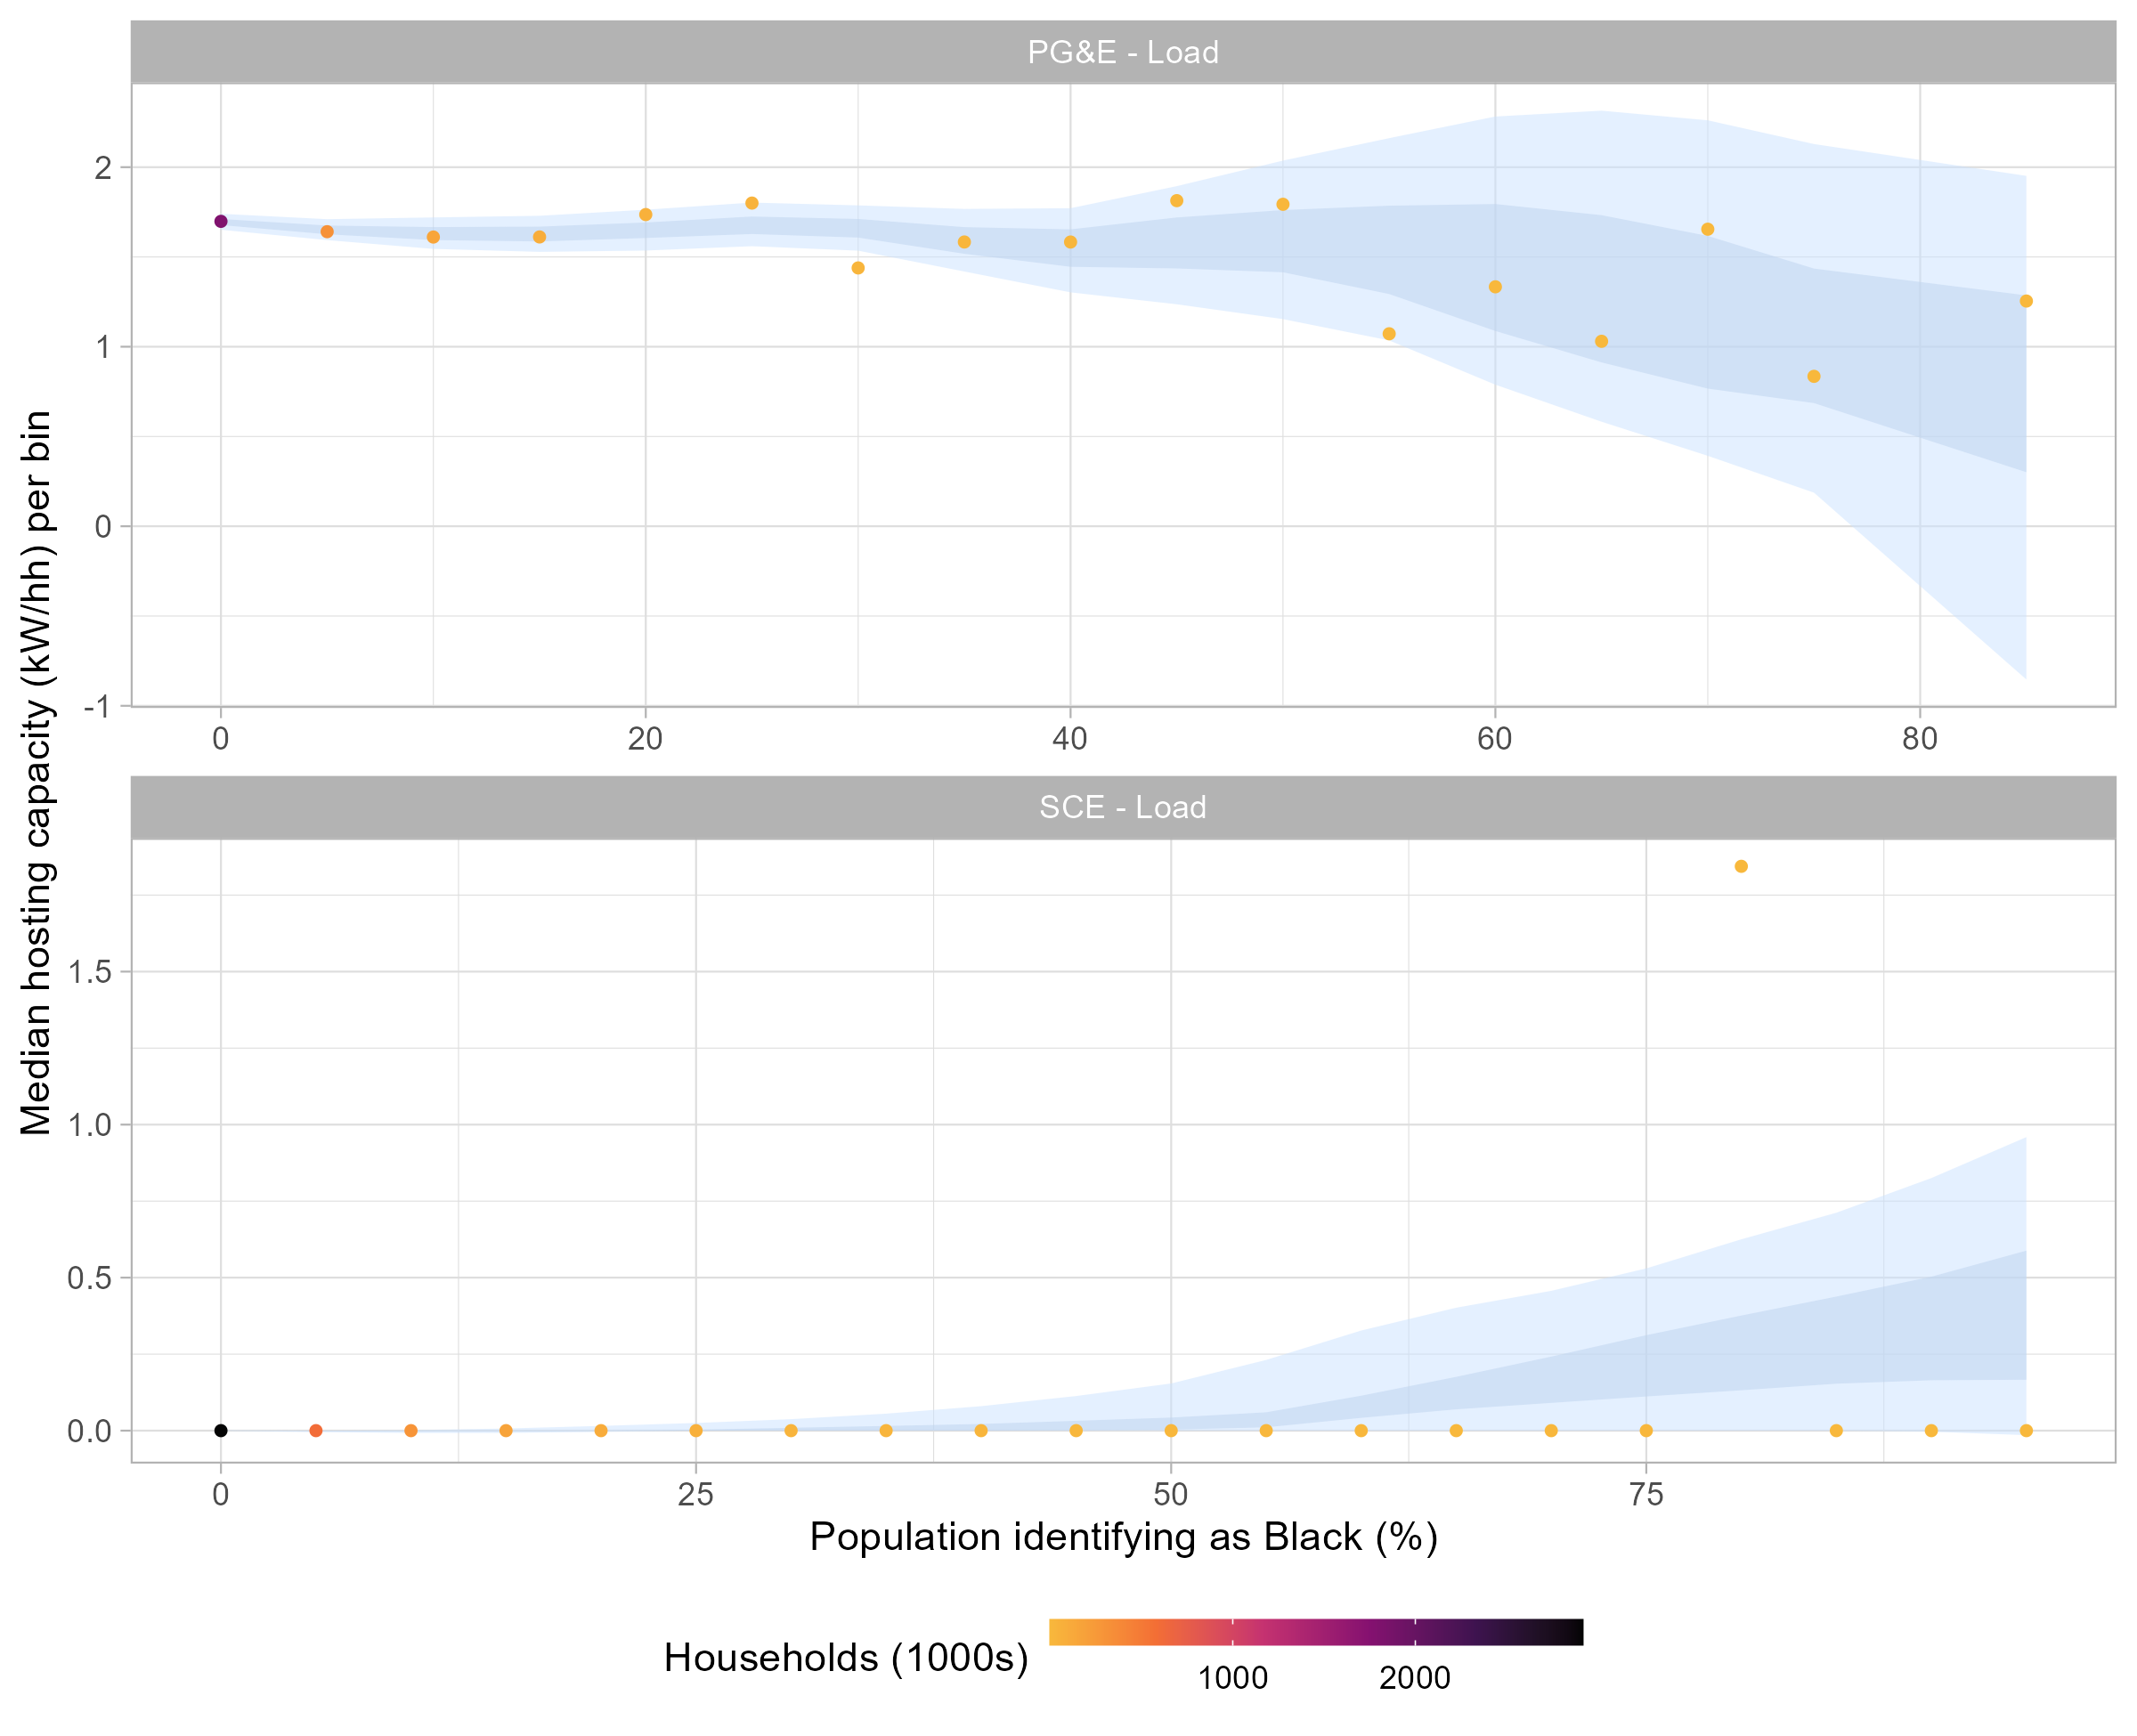 PG&E - Load
2
1
0
-1
0 20 40 60 80
Median hosting capacity (kW/hh) per bin
SCE - Load
1.5
1.0
0.5
0.0
0 25 50 75
Population identifying as Black (%)
Households (1000s)
1000 2000